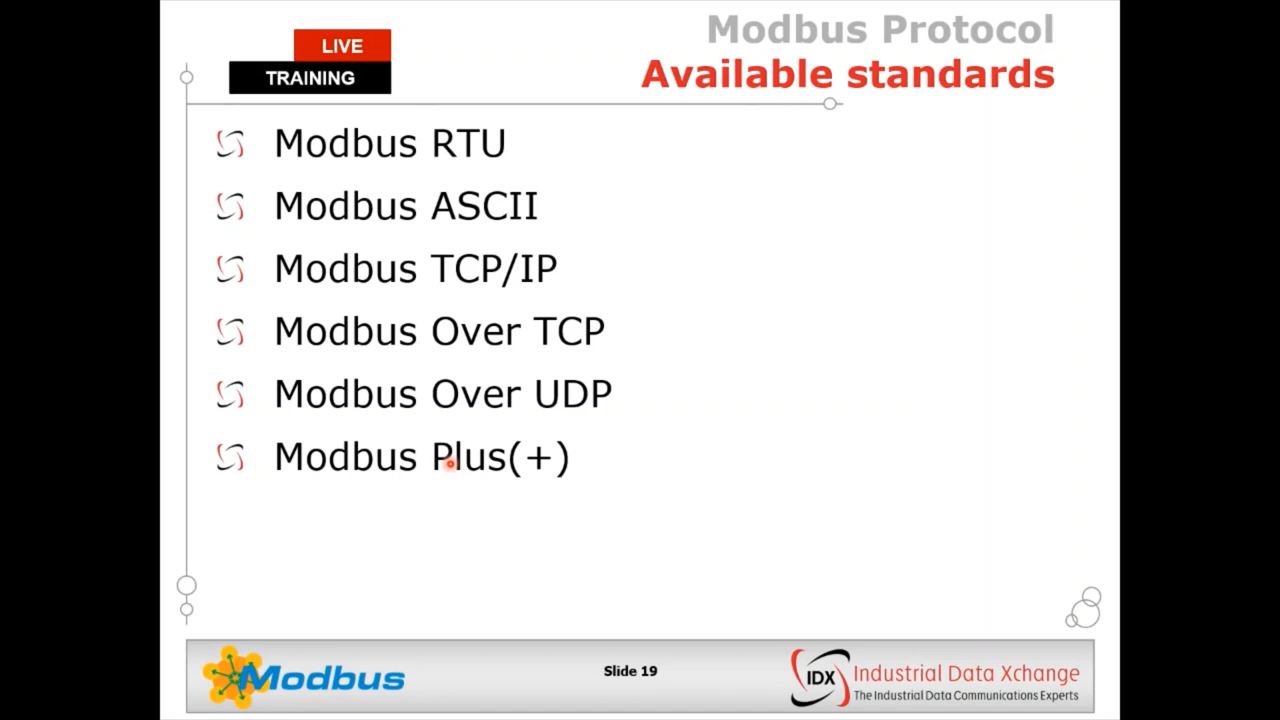 LIVE
TRAINING
Modbus Protocol
Available standards
Modbus RTU
Modbus ASCII
Modbus TCP/IP
Modbus Over TCP
Modbus Over UDP
Modbus Plus(+)
Modbus
Slide 19
IDX
Industrial Data Xchange
The Industrial Data Communications Experts